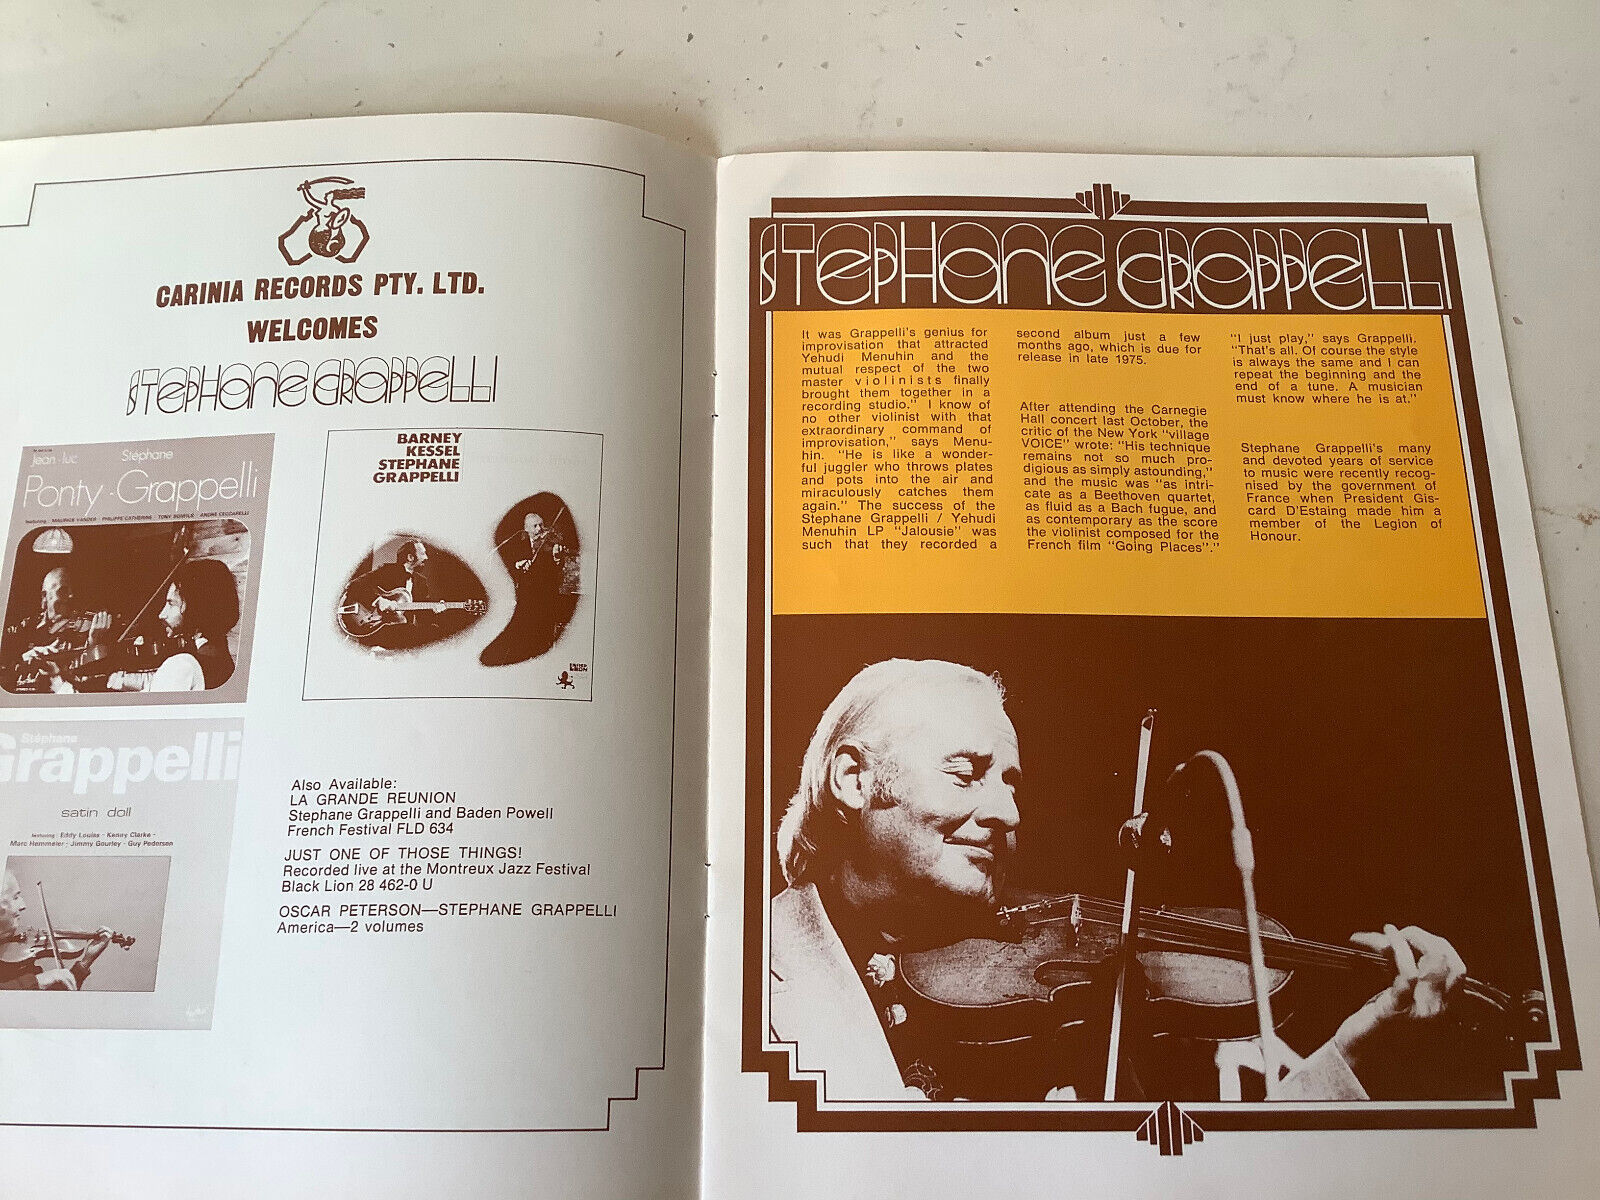 CARINIA RECORDS PTY. LTD.
WELCOMES
STEPHANE GRAPPELLI
Jean-luc Stéphane
Ponty-Grappelli
featuring: MAURICE VANDER · PHILIPPE CATHERINE · TONY BONFILS · ANDRE CECCARELLI
BARNEY
KESSEL
STEPHANE
GRAPPELLI
Stéphane
Grappelli
satin doll
featuring: Eddy Louiss - Kenny Clarke -
Marc Hemmeler - Jimmy Gourley - Guy Pedersen
Also Available:
LA GRANDE REUNION
Stephane Grappelli and Baden Powell
French Festival FLD 634
JUST ONE OF THOSE THINGS!
Recorded live at the Montreux Jazz Festival
Black Lion 28 462-0 U
OSCAR PETERSON—STEPHANE GRAPPELLI
America—2 volumes
STEPHANE GRAPPELLI
It was Grappelli's genius for
improvisation that attracted
Yehudi Menuhin and the
mutual respect of the two
master violinists finally
brought them together in a
recording studio." I know of
no other violinist with that
extraordinary command of
improvisation," says Menu-
hin. "He is like a wonder-
ful juggler who throws plates
and pots into the air and
miraculously catches them
again." The success of the
Stephane Grappelli / Yehudi
Menuhin LP "Jalousie" was
such that they recorded a
second album just a few
months ago, which is due for
release in late 1975.
After attending the Carnegie
Hall concert last October, the
critic of the New York "village
VOICE" wrote: "His technique
remains not so much pro-
digious as simply astounding,"
and the music was "as intri-
cate as a Beethoven quartet,
as fluid as a Bach fugue, and
as contemporary as the score
the violinist composed for the
French film "Going Places"."
"I just play," says Grappelli.
"That's all. Of course the style
is always the same and I can
repeat the beginning and the
end of a tune. A musician
must know where he is at."
Stephane Grappelli's many
and devoted years of service
to music were recently recog-
nised by the government of
France when President Gis-
card D'Estaing made him a
member of the Legion of
Honour.